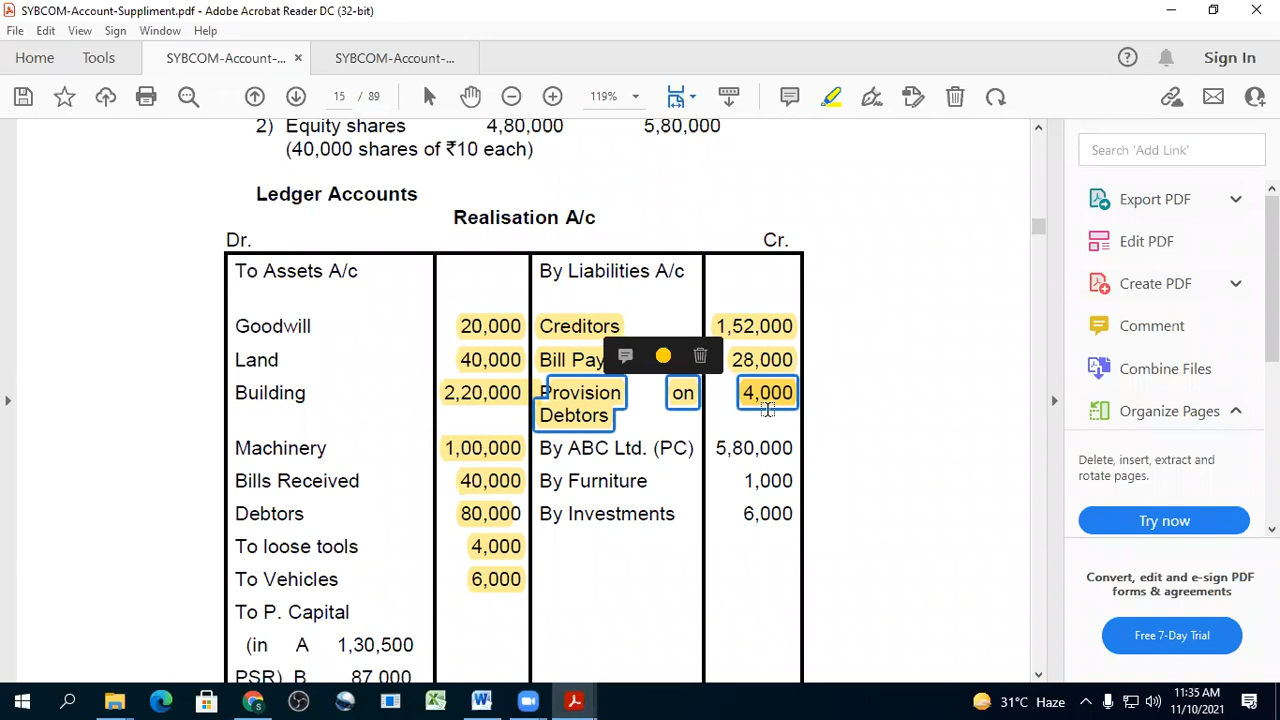 SYBCOM-Account-Suppliment.pdf - Adobe Acrobat Reader DC (32-bit)
File Edit View Sign Window Help
Home Tools SYBCOM-Account-... × SYBCOM-Account-... Sign In
15 / 89 119%
2) Equity shares 4,80,000 5,80,000
(40,000 shares of ₹10 each)
Ledger Accounts
Realisation A/c
Dr. Cr.
To Assets A/c By Liabilities A/c
Goodwill 20,000 Creditors 1,52,000
Land 40,000 Bill Pay 28,000
Building 2,20,000 Provision on 4,000
Debtors
Machinery 1,00,000 By ABC Ltd. (PC) 5,80,000
Bills Received 40,000 By Furniture 1,000
Debtors 80,000 By Investments 6,000
To loose tools 4,000
To Vehicles 6,000
To P. Capital
(in A 1,30,500
PSR) B 87,000
Search 'Add Link'
Export PDF
Edit PDF
Create PDF
Comment
Combine Files
Organize Pages
Delete, insert, extract and
rotate pages.
Try now
Convert, edit and e-sign PDF
forms & agreements
Free 7-Day Trial
31°C Haze 11:35 AM
11/10/2021